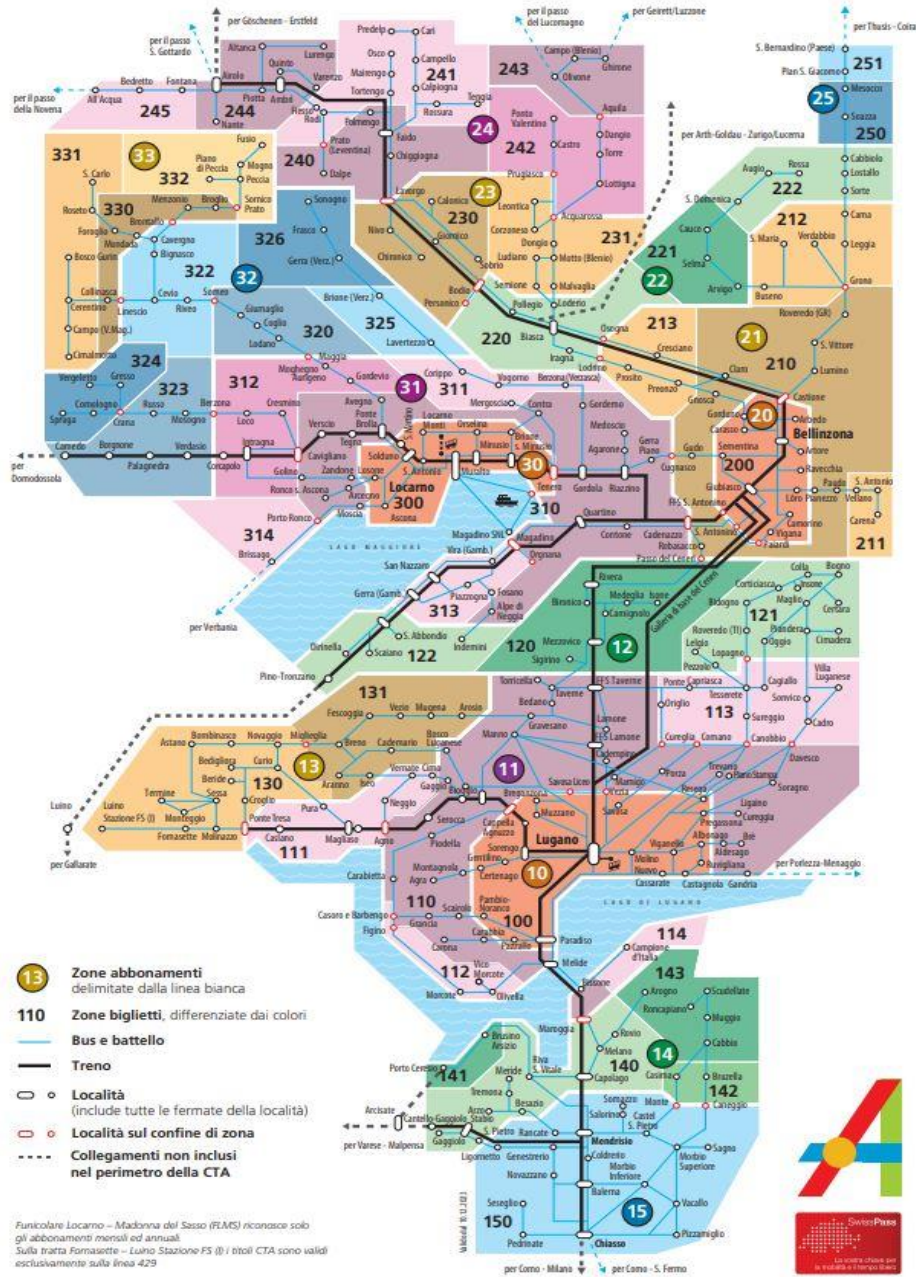 per Göschenen - Erstfeld
per il passo
S. Gottardo
per il passo
del Lucomagno
per Geirett/Luzzone
per Thusis - Coira
Predelp
Cari
Altanca
Lurengo
Osco
Campello
241
243
Campo (Blenio)
Ghirone
S. Bernardino (Paese)
251
Quinto
Mairengo
Calpiogna
Olivone
Pian S. Giacomo
Bedretto
Fontana
Airolo
Varenzo
Tortengo
Teggia
25
Mesocco
per il passo
della Novena
All'Acqua
245
244
Piotta
Ambrì
Fiesso
Rodi
Polmengo
Rossura
Aquila
Soazza
250
Nante
Faido
24
Ponto
Valentino
242
Dangio
per Arth-Goldau - Zurigo/Lucerna
331
33
Fusio
240
Prato
(Leventina)
Chiggiogna
Castro
Torre
Cabbiolo
S. Carlo
332
Piano
di Peccia
Mogno
Peccia
Dalpe
Prugiasco
Lottigna
Augio
Rossa
222
Lostallo
330
Menzonio
Broglio
Sornico
Prato
Lavorgo
23
Calonico
230
Leontica
Acquarossa
S. Domenica
Sorte
Roseto
Brontallo
Sonogno
Giornico
Corzoneso
231
Cauco
212
Cama
Foroglio
Mondada
Cavergno
326
Nivo
Dongio
221
S. Maria
Verdabbio
Leggia
Bosco Gurin
Bignasco
Frasco
Chironico
Sobrio
Ludiano
Motto (Blenio)
22
Selma
322
32
Gerra (Verz.)
Semione
Malvaglia
Arvigo
Buseno
Grono
Collinasca
Cevio
Someo
Bodio
Personico
Loderio
Cerentino
Linescio
Riveo
Brione (Verz.)
Pollegio
Roveredo (GR)
Campo (V.Mag.)
Giumaglio
325
220
Biasca
Osogna
213
21
Coglio
320
Lavertezzo
Cresciano
210
S. Vittore
Cimalmotto
Lodano
Iragna
Lodrino
Claro
Lumino
324
Maggia
Corippo
Prosito
Preonzo
Vergeletto
Gresso
323
312
Moghegno
Aurigeno
Gordevio
31
311
Vogorno
Berzona (Verzasca)
Gnosca
Castione
Comologno
Russo
Berzona
Cresmino
Avegno
Mergoscia
Contra
Gordemo
Gorduno
20
Arbedo
Spruga
Crana
Mosogno
Loco
Ponte
Brolla
S. Martino
Locarno
Monti
Orselina
Medoscio
Carasso
Bellinzona
Verscio
Brione
s. Minusio
Gerra
Piano
Sementina
Artore
Intragna
Tegna
Solduno
Minusio
Agarone
Gudo
200
Ravecchia
Camedo
Borgnone
Verdasio
Cavigliano
S. Antonio
Muralto
30
Cugnasco
Giubiasco
Paudo
S. Antonio
per
Domodossola
Palagnedra
Corcapolo
Golino
Zandone
Losone
Locarno
Tenero
Gordola
Riazzino
Lôro
Pianezzo
Vellano
Ronco s. Ascona
Arcegno
300
310
FFS S. Antonino
Camorino
Carena
Porto Ronco
Moscia
Ascona
Quartino
S. Antonino
Vigana
314
Magadino SNL
Contone
Cadenazzo
Paiardi
211
Brissago
LAGO MAGGIORE
Vira (Gamb.)
Magadino
Robasacco
Orgnana
Passo del Ceneri
San Nazzaro
Rivera
Galleria di base del Ceneri
Colla
Bogno
per Verbania
Gerra (Gamb.)
Piazzogna
Fosano
Medeglia
Isone
Corticiasca
Insone
313
Alpe di
Neggia
Bironico
Camignolo
Bidogno
121
Maglio
Certara
Dirinella
S. Abbondio
Indemini
120
Mezzovico
12
Roveredo (TI)
Piandera
Scaiano
122
Sigirino
Lelgio
Oggio
Cimadera
Pino-Tronzano
Lopagno
Pezzolo
Torricella
FFS Taverne
Ponte
Capriasca
Cagiallo
Villa
Luganese
131
Taverne
Tesserete
Vezio
Mugena
Arosio
Bedano
Origlio
113
Sonvico
Fescoggia
Gravesano
Lamone
Sureggio
Bombinasco
Novaggio
Miglieglia
Bosco
Luganese
Manno
FFS Lamone
Cadro
Astano
Breno
Cademario
Cureglia
Comano
Canobbio
Bedigliora
Curio
13
Vernate
Cima
11
Cadempino
Davesco
Beride
130
Aranno
Iseo
Gaggio
Savosa Liceo
Manzigo
Porza
Trevano
Piano Stampa
Luino
Luino
Stazione FS (I)
Termine
Sessa
Croglio
Pura
Neggio
Bioggio
Breganzona
Vezia
Resega
Soragno
Monteggio
Ponte Tresa
Serocca
Muzzano
Savosa
Ligaino
Fornasette
Molinazzo
Magliaso
Agno
Cappella
Agnuzzo
Lugano
Pregassona
Cureggia
per Gallarate
Caslano
Piodella
Sorengo
Viganello
Albonago
Brè
111
Montagnola
Gentilino
Molino
Nuovo
Aldesago
Carabietta
Agra
Certenago
10
Ruvigliana
per Porlezza-Menaggio
110
Pambio-
Noranco
Cassarate
Castagnola
Gandria
Casoro e Barbengo
Scairolo
100
LAGO DI LUGANO
Figino
Grancia
Carabbia
Paradiso
Carona
Pazzallo
114
112
Vico
Morcote
Melide
Campione
d'Italia
143
Morcote
Olivella
Bissone
Arogno
Scudellate
Roncapiano
Maroggia
Muggio
Brusino
Arsizio
Rovio
14
Cabbio
Porto Ceresio
Riva
S. Vitale
Melano
141
Meride
140
Casima
Bruzella
Capolago
142
Arcisate
Tremona
Besazio
Somazzo
Monte
Caneggio
Cantello-Gaggiolo
Stabio
Arzo
Salorino
Castel
S. Pietro
per Varese - Malpensa
S. Pietro
Rancate
Mendrisio
Sagno
Gaggiolo
Ligornetto
Genestrerio
Coldrerio
Morbio
Superiore
Novazzano
Morbio
Inferiore
Balerna
Seseglio
15
Vacallo
150
Pedrinate
Chiasso
Pizzamiglio
per Como - Milano
per Como - S. Fermo
Valido dal 10.12.2023
13 Zone abbonamenti
delimitate dalla linea bianca
110 Zone biglietti, differenziate dai colori
Bus e battello
Treno
Località
(include tutte le fermate della località)
Località sul confine di zona
Collegamenti non inclusi
nel perimetro della CTA
Funicolare Locarno – Madonna del Sasso (FLMS) riconosce solo
gli abbonamenti mensili ed annuali.
Sulla tratta Fornasette – Luino Stazione FS (I) i titoli CTA sono validi
esclusivamente sulla linea 429
SwissPass
La vostra chiave per
la mobilità e il tempo libero